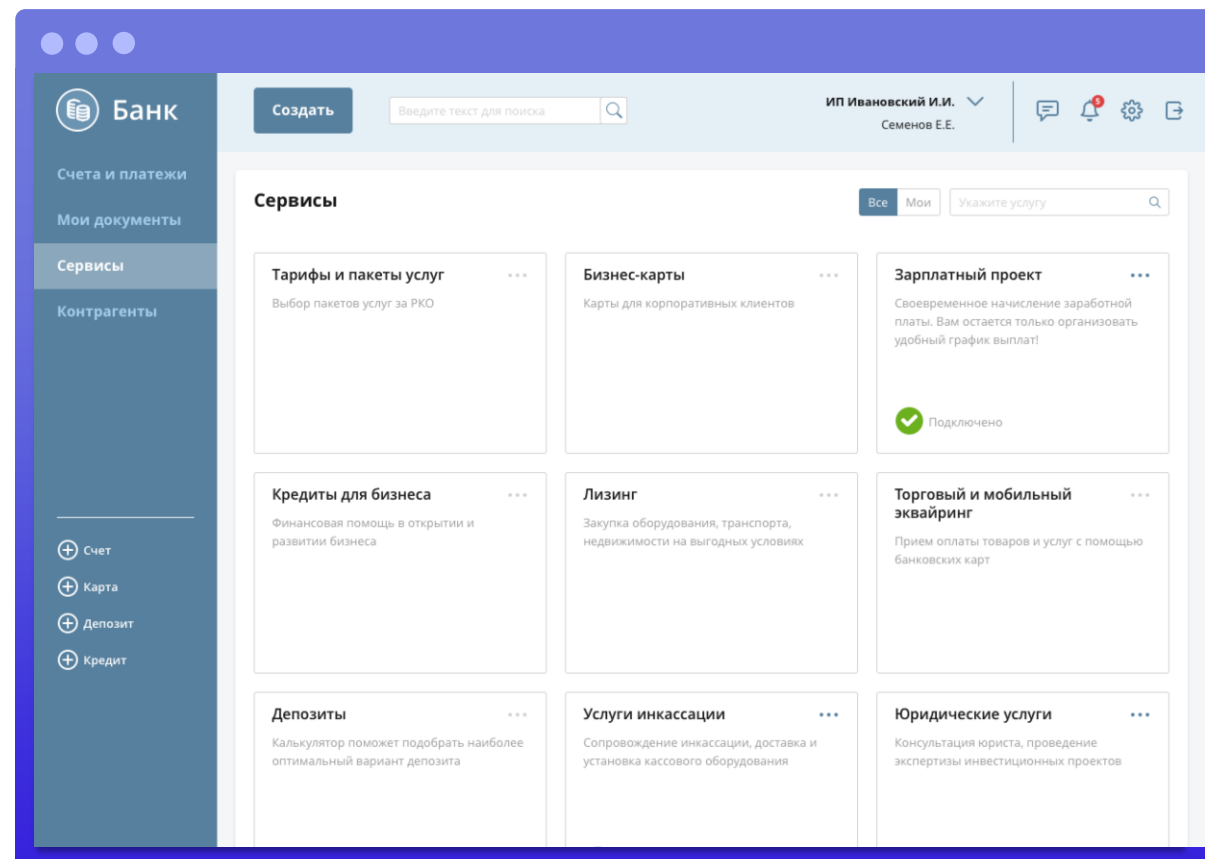 Банк
Создать
Введите текст для поиска
ИП Ивановский И.И.
Семенов Е.Е.
5
Счета и платежи
Мои документы
Сервисы
Контрагенты
Счет
Карта
Депозит
Кредит
Сервисы
Все
Мои
Укажите услугу
Тарифы и пакеты услуг
Выбор пакетов услуг за РКО
Бизнес-карты
Карты для корпоративных клиентов
Зарплатный проект
Своевременное начисление заработной
платы. Вам остается только организовать
удобный график выплат!
Подключено
Кредиты для бизнеса
Финансовая помощь в открытии и
развитии бизнеса
Лизинг
Закупка оборудования, транспорта,
недвижимости на выгодных условиях
Торговый и мобильный
эквайринг
Прием оплаты товаров и услуг с помощью
банковских карт
Депозиты
Калькулятор поможет подобрать наиболее
оптимальный вариант депозита
Услуги инкассации
Сопровождение инкассации, доставка и
установка кассового оборудования
Юридические услуги
Консультация юриста, проведение
экспертизы инвестиционных проектов